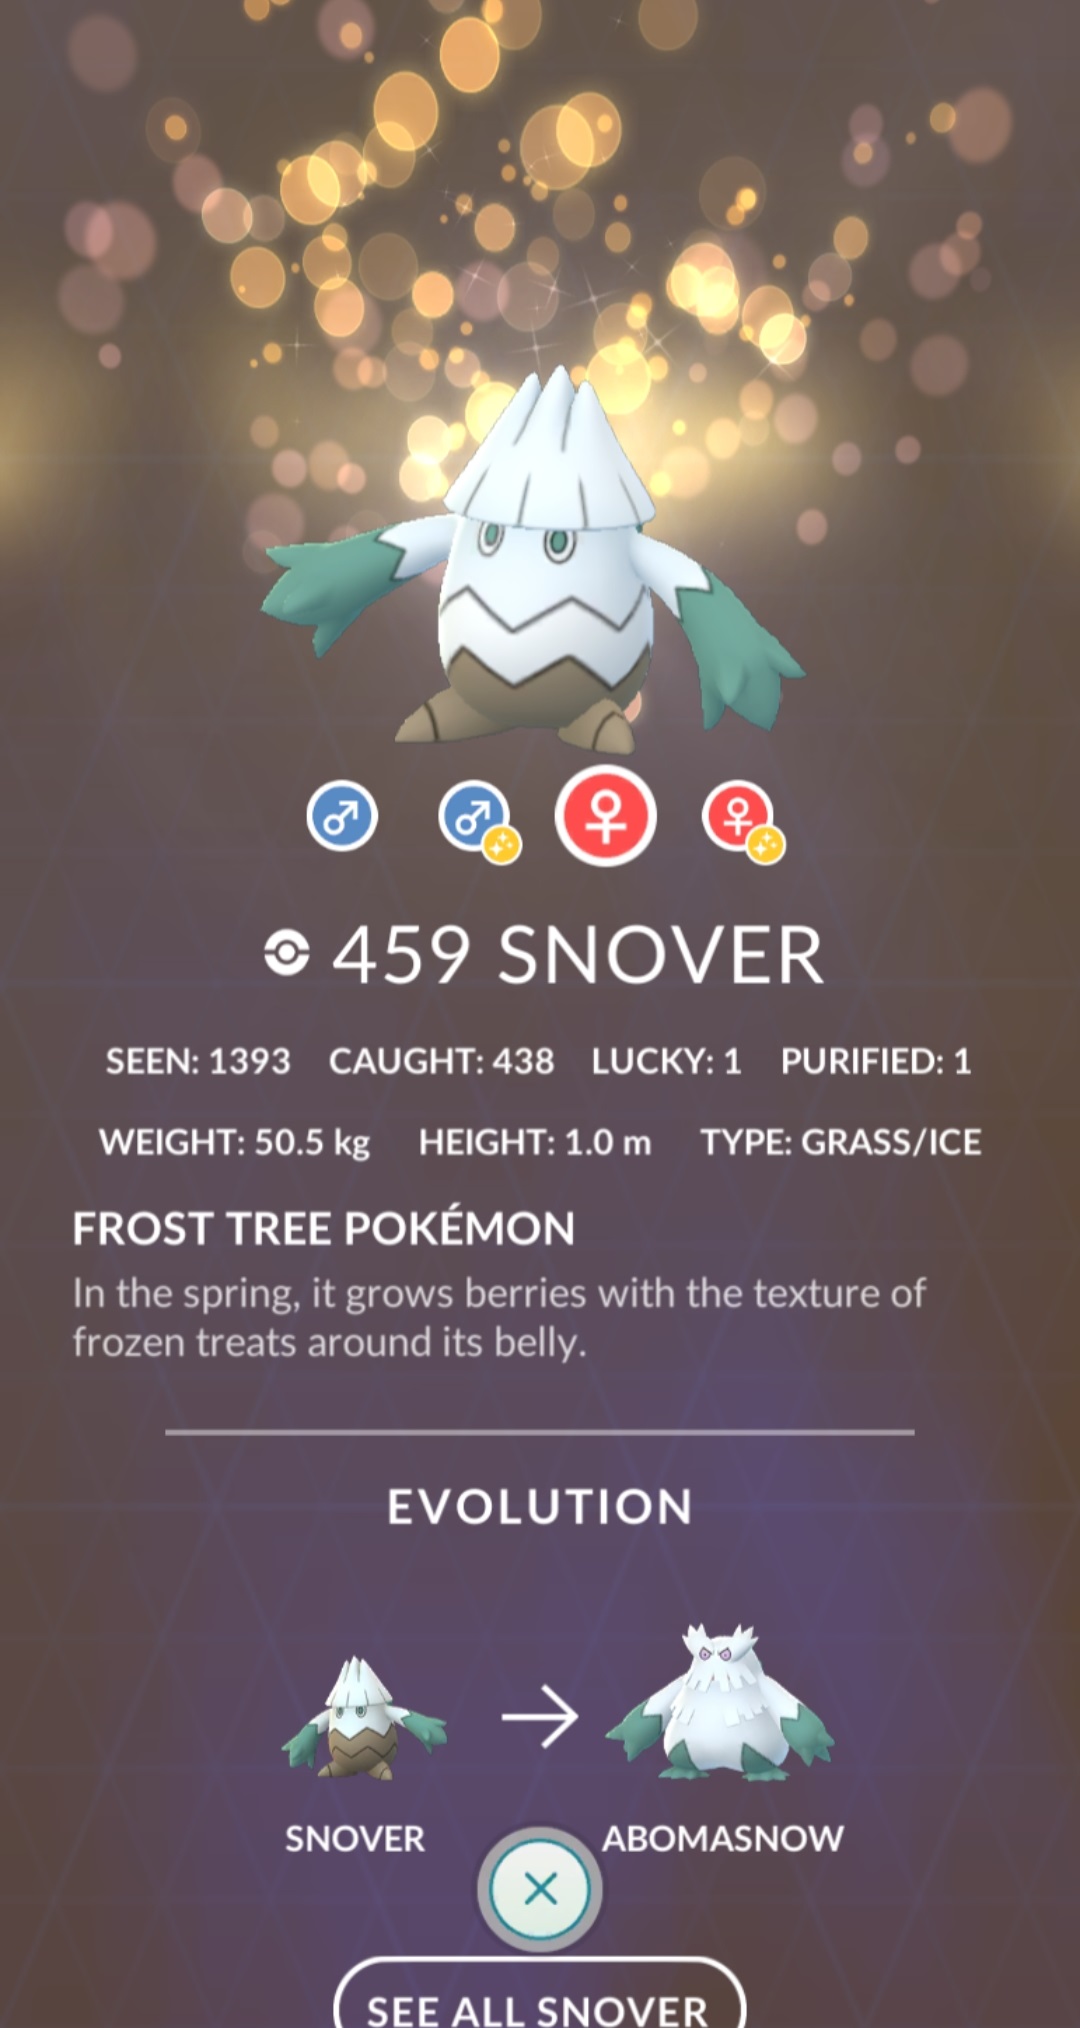 459 SNOVER
SEEN: 1393 CAUGHT: 438 LUCKY: 1 PURIFIED: 1
WEIGHT: 50.5 kg HEIGHT: 1.0 m TYPE: GRASS/ICE
FROST TREE POKÉMON
In the spring, it grows berries with the texture of
frozen treats around its belly.
EVOLUTION
SNOVER ABOMASNOW
SEE ALL SNOVER